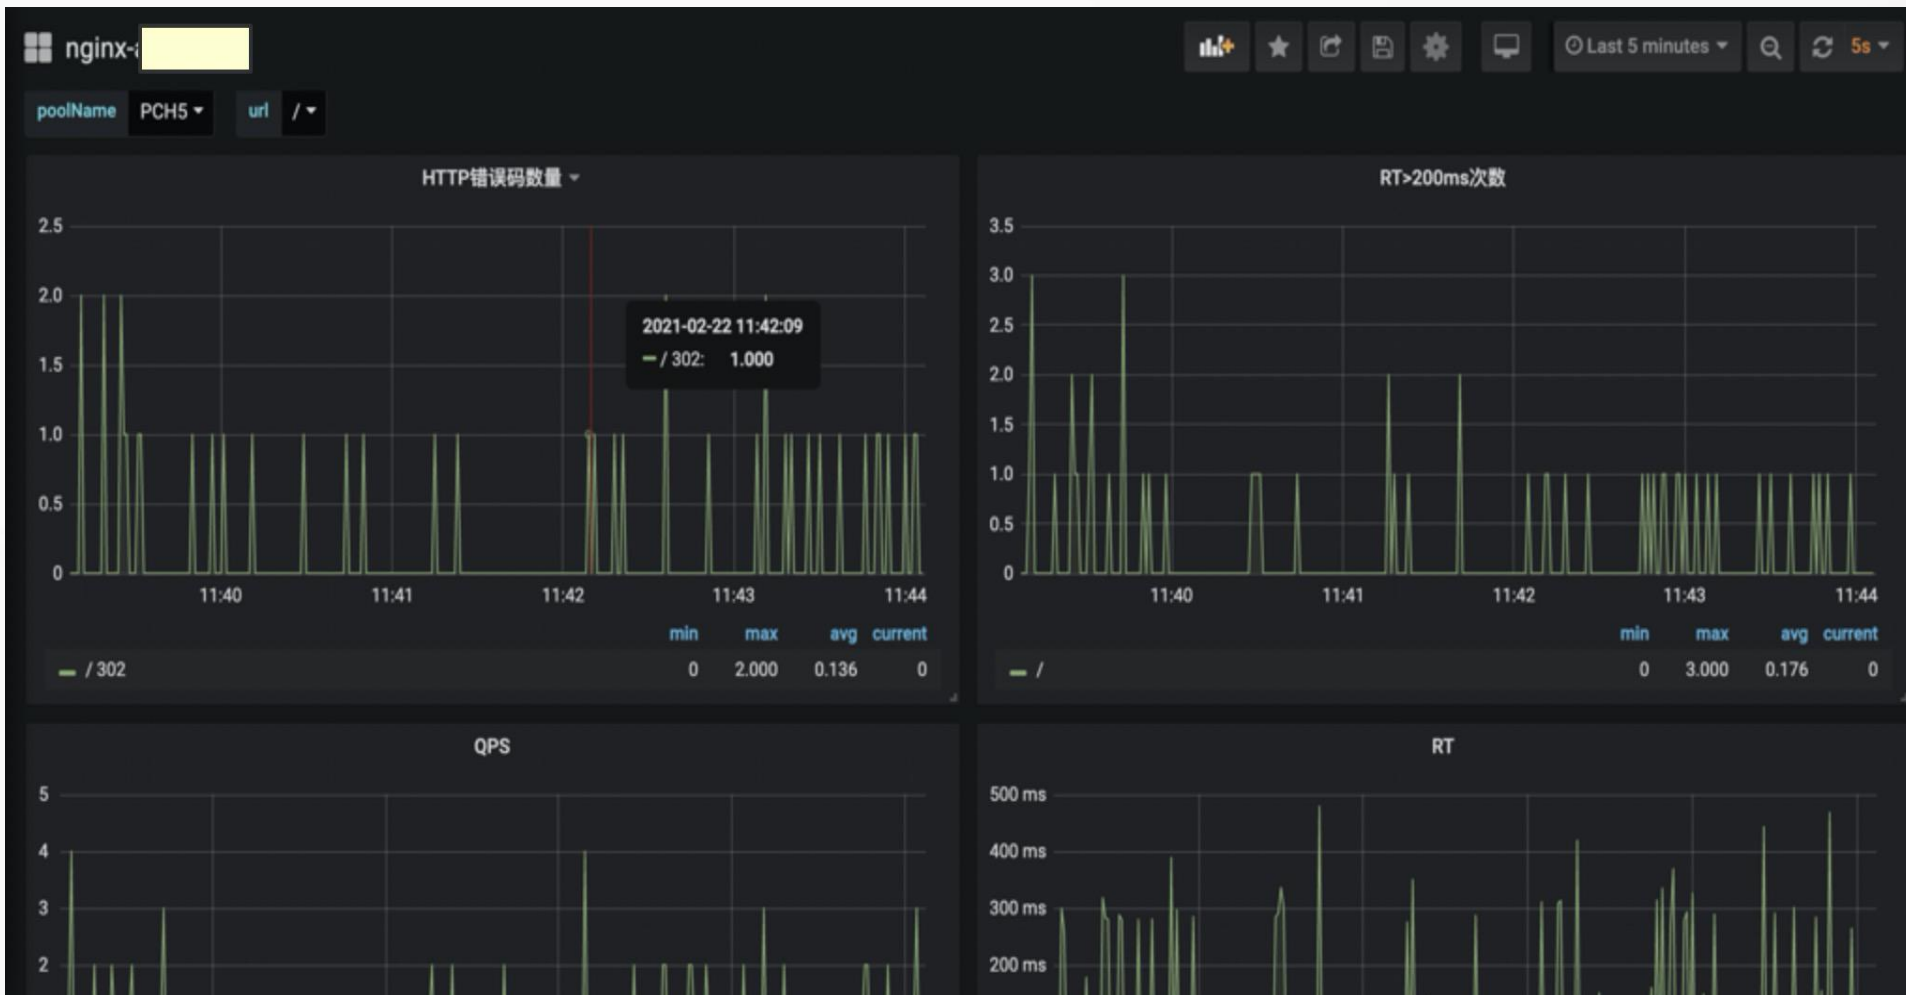 nginx-
Last 5 minutes
5s
poolName PCH5 url /
HTTP错误码数量
2.5
2.0
1.5
1.0
0.5
0
11:40 11:41 11:42 11:43 11:44
2021-02-22 11:42:09
/ 302: 1.000
min max avg current
/ 302 0 2.000 0.136 0
RT>200ms次数
3.5
3.0
2.5
2.0
1.5
1.0
0.5
0
11:40 11:41 11:42 11:43 11:44
min max avg current
/ 0 3.000 0.176 0
QPS
5
4
3
2
RT
500 ms
400 ms
300 ms
200 ms